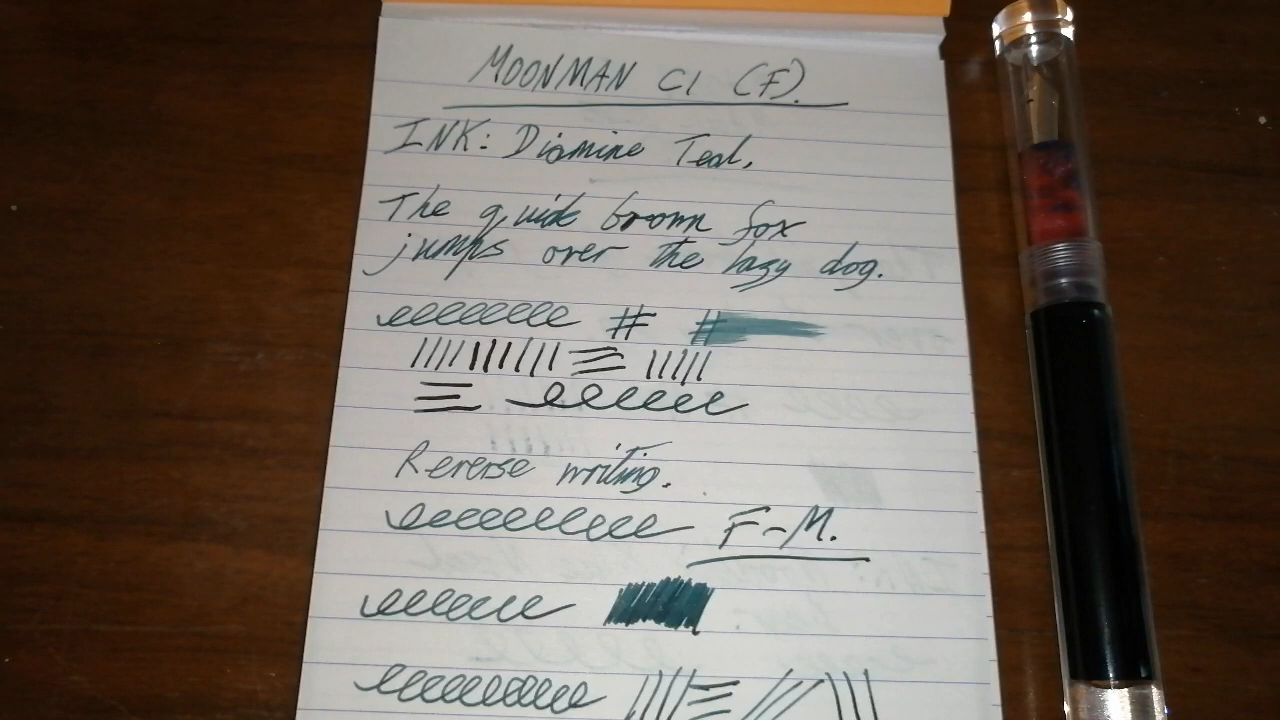 MOONMAN C1 (F).
INK: Diamine Teal.
The quick brown fox
jumps over the lazy dog.
# #
Reverse writing.
F-M.